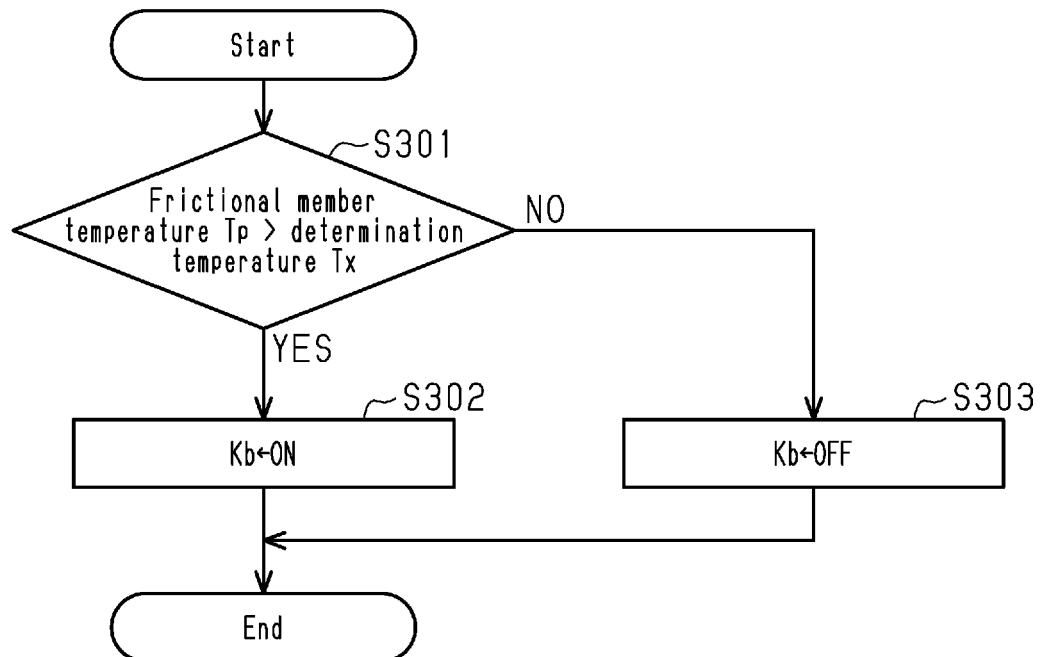 Start
S301
Frictional member
temperature Tp > determination
temperature Tx
NO
YES
S302
Kb←ON
S303
Kb←OFF
End